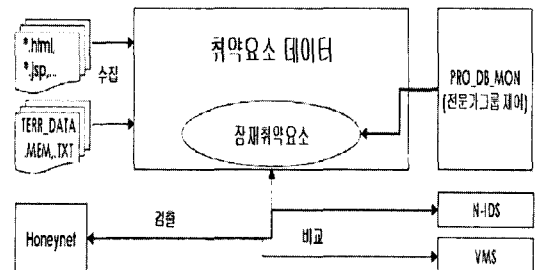 *.html,
*.jsp,...
수집
TERR_DATA
.MEM,.TXT
취약요소 데이터
잠재취약요소
PRO_DB_MON
(전문가그룹제어)
Honeynet
검출
비교
N-IDS
VMS